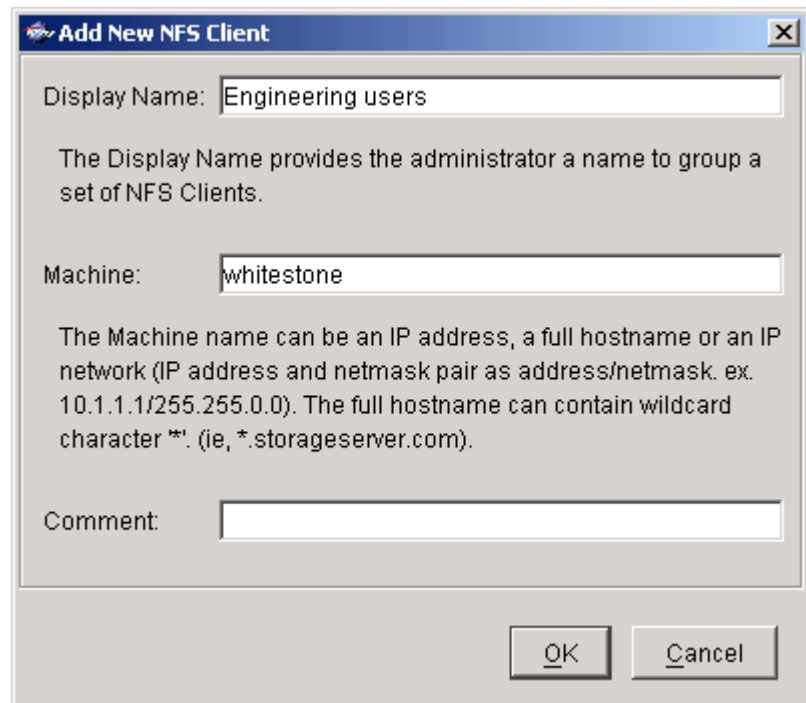 Add New NFS Client
Display Name: Engineering users
The Display Name provides the administrator a name to group a
set of NFS Clients.
Machine: whitestone
The Machine name can be an IP address, a full hostname or an IP
network (IP address and netmask pair as address/netmask. ex.
10.1.1.1/255.255.0.0). The full hostname can contain wildcard
character '*'. (ie, *.storageserver.com).
Comment:
OK Cancel